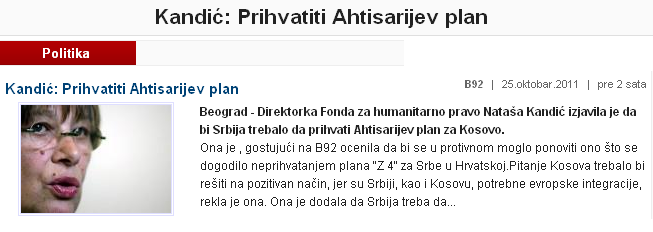 Kandić: Prihvatiti Ahtisarijev plan
Politika
B92 | 25.oktobar.2011 | pre 2 sata
Kandić: Prihvatiti Ahtisarijev plan
Beograd - Direktorka Fonda za humanitarno pravo Nataša Kandić izjavila je da
bi Srbija trebalo da prihvati Ahtisarijev plan za Kosovo.
Ona je , gostujući na B92 ocenila da bi se u protivnom moglo ponoviti ono što se
dogodilo neprihvatanjem plana "Z 4" za Srbe u Hrvatskoj.Pitanje Kosova trebalo bi
rešiti na pozitivan način, jer su Srbiji, kao i Kosovu, potrebne evropske integracije,
rekla je ona. Ona je dodala da Srbija treba da...